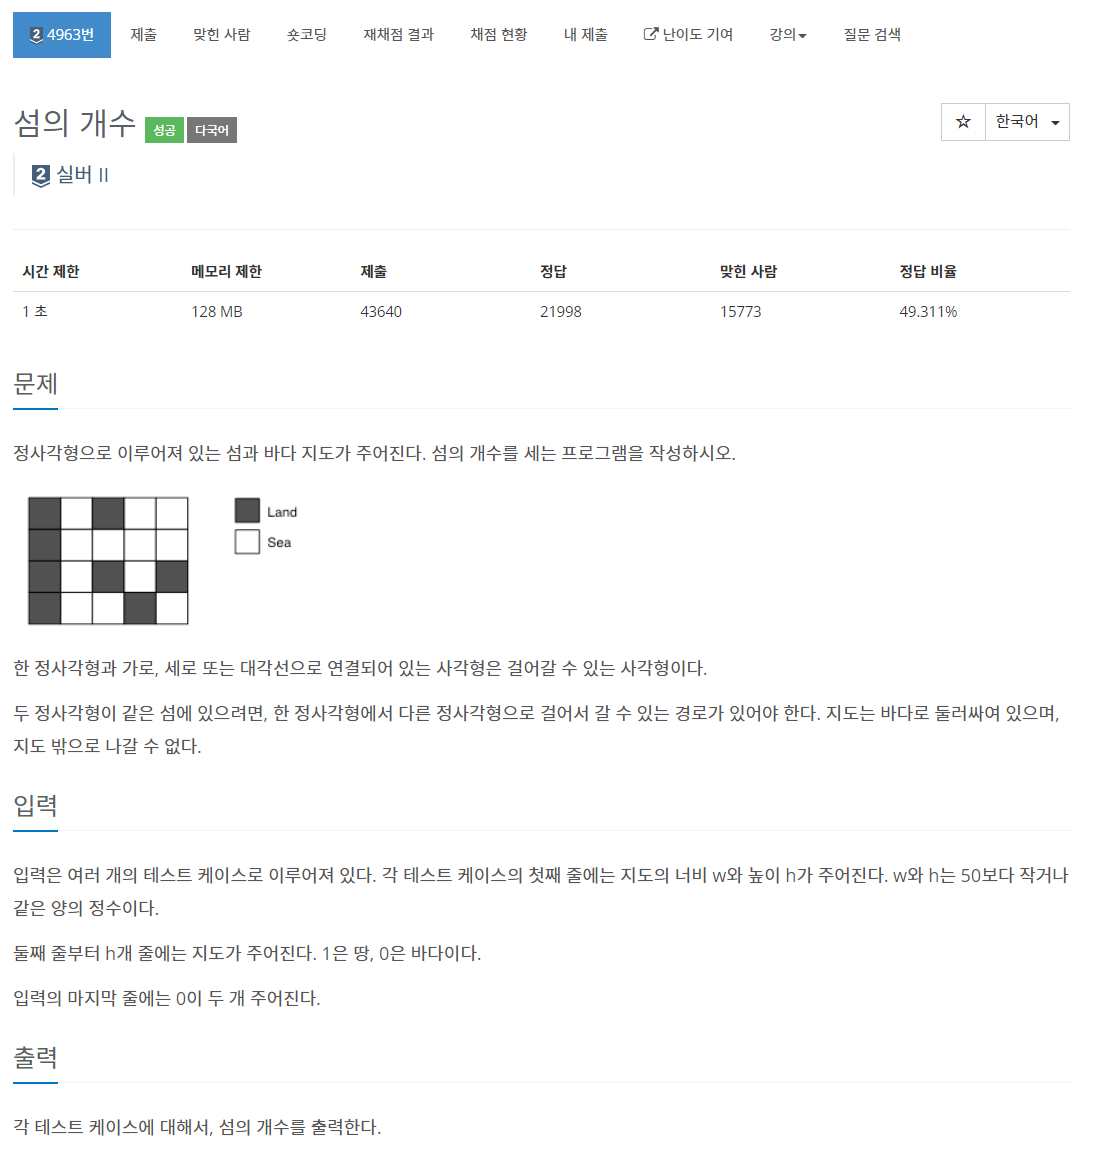 2 4963번 제출 맞힌 사람 숏코딩 재채점 결과 채점 현황 내 제출 난이도 기여 강의 질문 검색
섬의 개수 성공 다국어 ☆ 한국어
2 실버 II
시간 제한 메모리 제한 제출 정답 맞힌 사람 정답 비율
1 초 128 MB 43640 21998 15773 49.311%
문제
정사각형으로 이루어져 있는 섬과 바다 지도가 주어진다. 섬의 개수를 세는 프로그램을 작성하시오.
Land
Sea
한 정사각형과 가로, 세로 또는 대각선으로 연결되어 있는 사각형은 걸어갈 수 있는 사각형이다.
두 정사각형이 같은 섬에 있으려면, 한 정사각형에서 다른 정사각형으로 걸어서 갈 수 있는 경로가 있어야 한다. 지도는 바다로 둘러싸여 있으며,
지도 밖으로 나갈 수 없다.
입력
입력은 여러 개의 테스트 케이스로 이루어져 있다. 각 테스트 케이스의 첫째 줄에는 지도의 너비 w와 높이 h가 주어진다. w와 h는 50보다 작거나
같은 양의 정수이다.
둘째 줄부터 h개 줄에는 지도가 주어진다. 1은 땅, 0은 바다이다.
입력의 마지막 줄에는 0이 두 개 주어진다.
출력
각 테스트 케이스에 대해서, 섬의 개수를 출력한다.